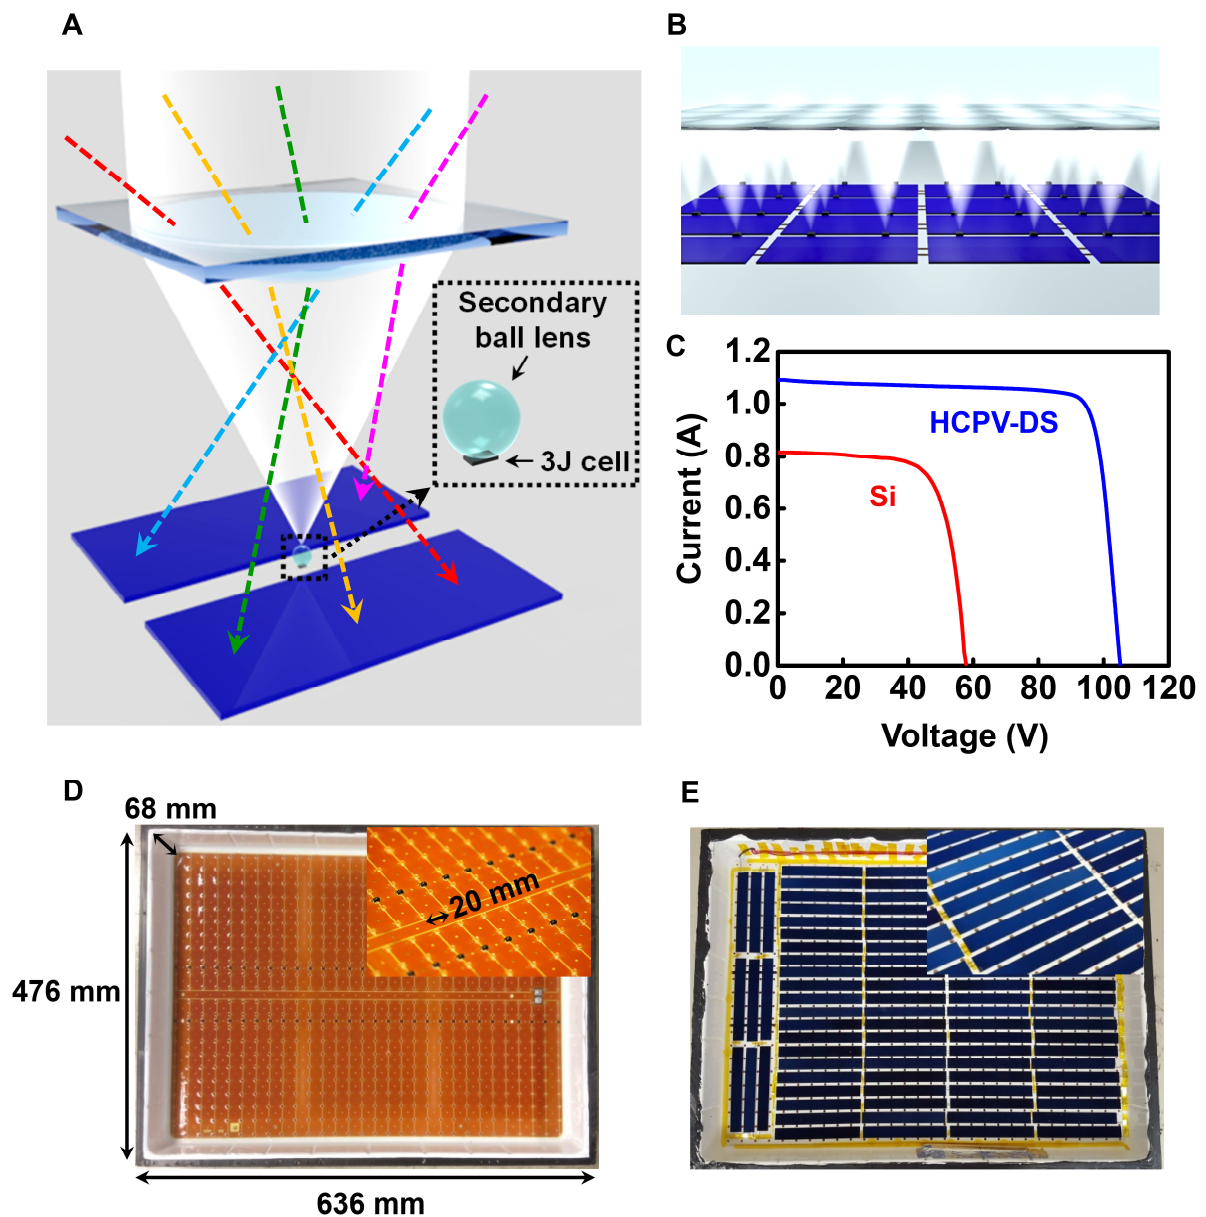 A
Secondary
ball lens
3J cell
B
C
1.2
1.0
0.8
0.6
0.4
0.2
0.0
Current (A)
HCPV-DS
Si
0 20 40 60 80 100 120
Voltage (V)
D
68 mm
20 mm
476 mm
636 mm
E